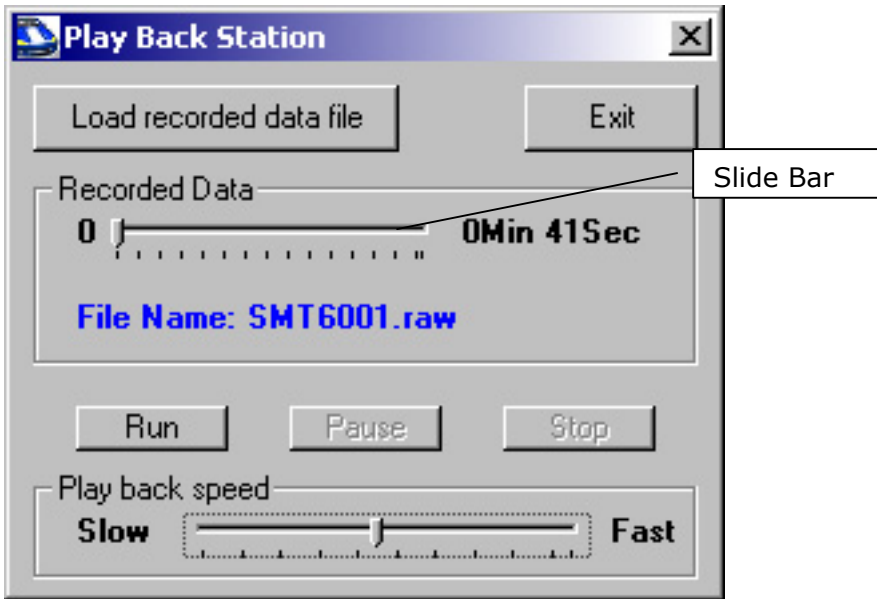 Play Back Station
Load recorded data file
Exit
Slide Bar
Recorded Data
0
0Min 41Sec
File Name: SMT6001.raw
Run
Pause
Stop
Play back speed
Slow
Fast